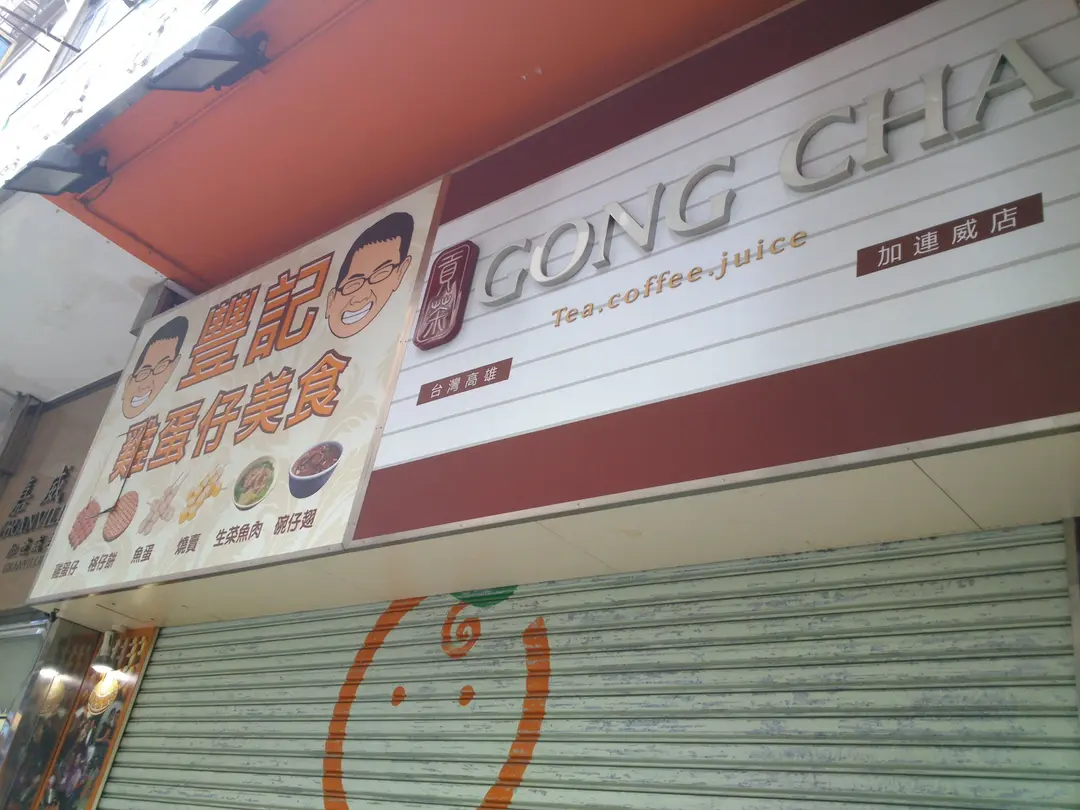 豐記
雞蛋仔美食
雞蛋仔 格仔餅 魚蛋 燒賣 生菜魚肉 碗仔翅
貢茶
GONG CHA
Tea.coffee.juice
加連威店
台灣高雄